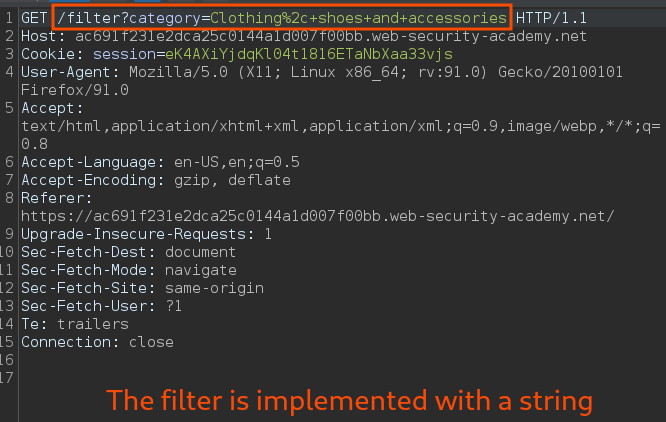 1 GET /filter?category=Clothing%2c+shoes+and+accessories HTTP/1.1
2 Host: ac691f231e2dca25c0144a1d007f00bb.web-security-academy.net
3 Cookie: session=eK4AXiYjdqKl04t1816ETaNbXaa33vjs
4 User-Agent: Mozilla/5.0 (X11; Linux x86_64; rv:91.0) Gecko/20100101
Firefox/91.0
5 Accept:
text/html,application/xhtml+xml,application/xml;q=0.9,image/webp,*/*;q=
0.8
6 Accept-Language: en-US,en;q=0.5
7 Accept-Encoding: gzip, deflate
8 Referer:
https://ac691f231e2dca25c0144a1d007f00bb.web-security-academy.net/
9 Upgrade-Insecure-Requests: 1
10 Sec-Fetch-Dest: document
11 Sec-Fetch-Mode: navigate
12 Sec-Fetch-Site: same-origin
13 Sec-Fetch-User: ?1
14 Te: trailers
15 Connection: close
16
17
The filter is implemented with a string